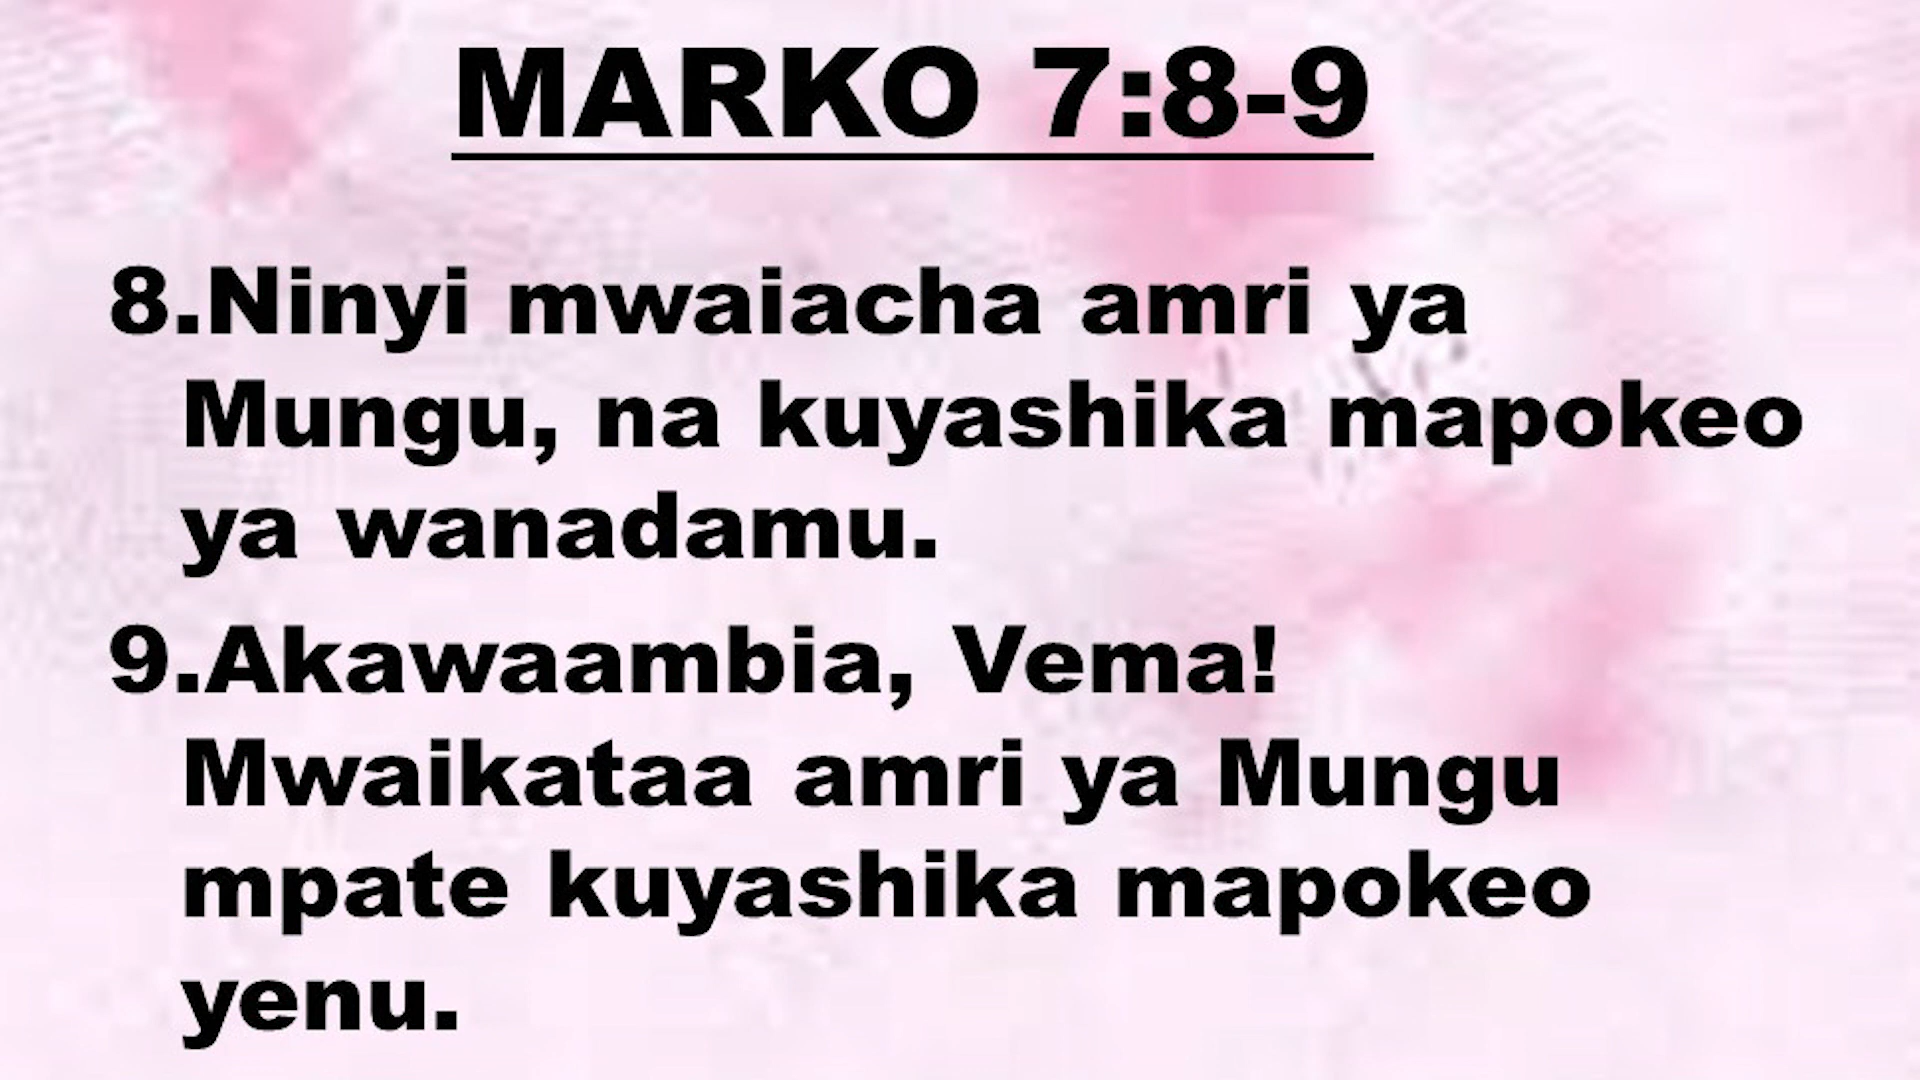 MARKO 7:8-9
8.Ninyi mwaiacha amri ya
Mungu, na kuyashika mapokeo
ya wanadamu.
9.Akawaambia, Vema!
Mwaikataa amri ya Mungu
mpate kuyashika mapokeo
yenu.